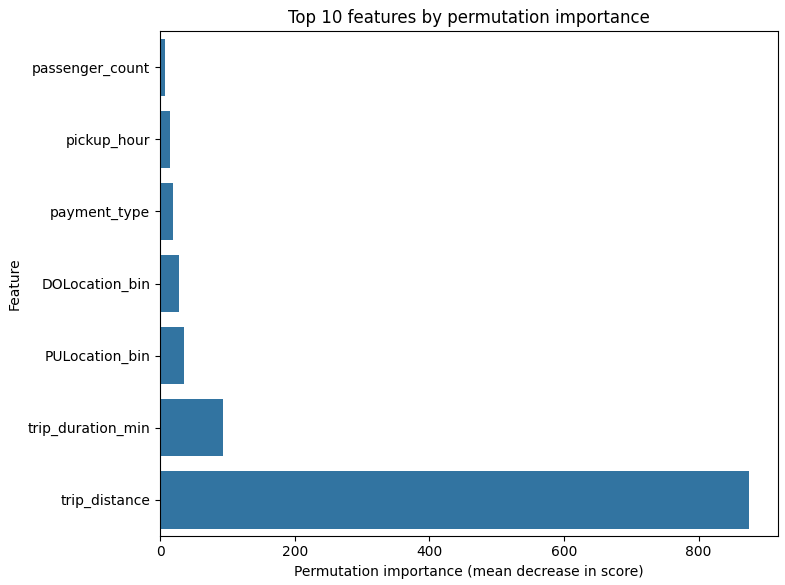 Top 10 features by permutation importance
Feature
passenger_count
pickup_hour
payment_type
DOLocation_bin
PULocation_bin
trip_duration_min
trip_distance
0 200 400 600 800
Permutation importance (mean decrease in score)